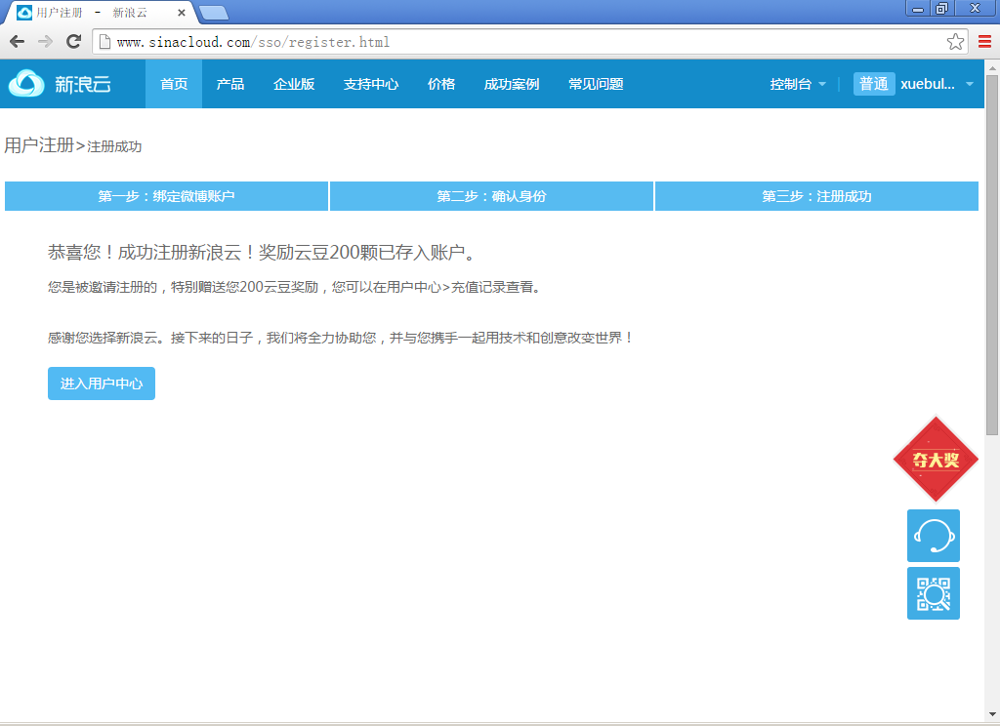 用户注册 - 新浪云
www.sinacloud.com/sso/register.html
新浪云 首页 产品 企业版 支持中心 价格 成功案例 常见问题 控制台 普通 xuebul...
用户注册>注册成功
第一步：绑定微博账户 第二步：确认身份 第三步：注册成功
恭喜您！成功注册新浪云！奖励云豆200颗已存入账户。
您是被邀请注册的，特别赠送您200云豆奖励，您可以在用户中心>充值记录查看。
感谢您选择新浪云。接下来的日子，我们将全力协助您，并与您携手一起用技术和创意改变世界！
进入用户中心
夺大奖